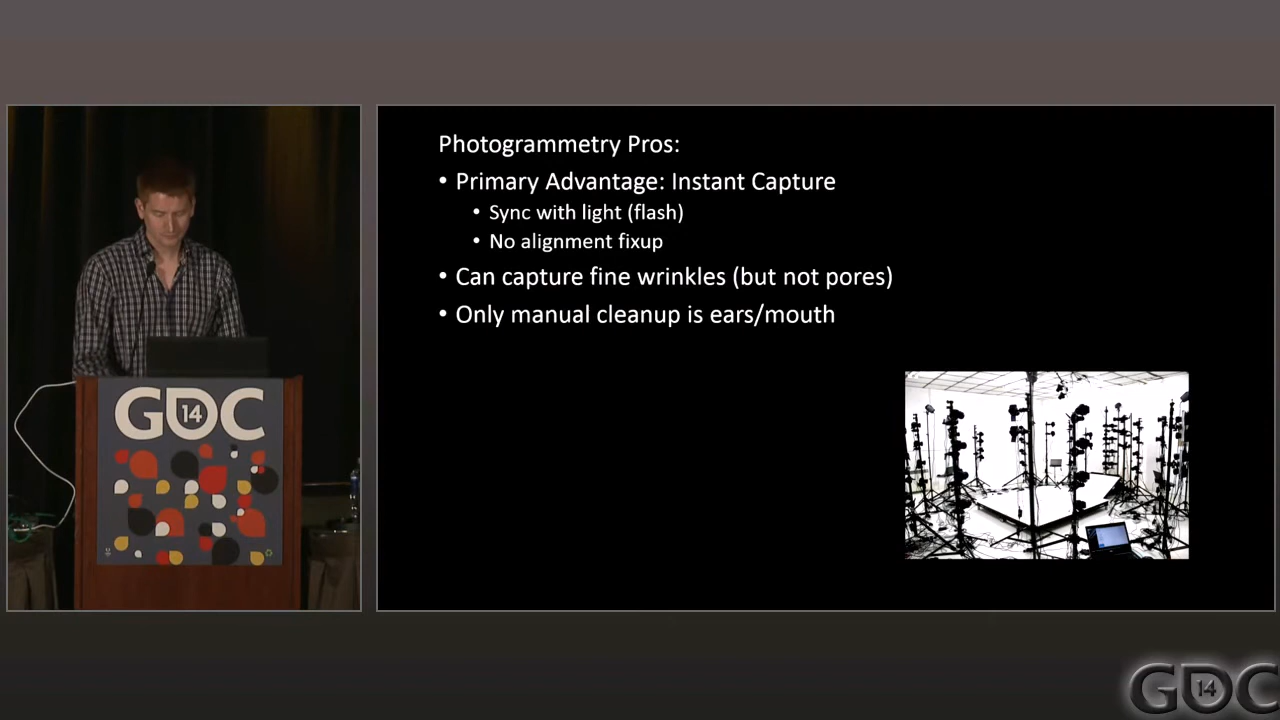 Photogrammetry Pros:
• Primary Advantage: Instant Capture
• Sync with light (flash)
• No alignment fixup
• Can capture fine wrinkles (but not pores)
• Only manual cleanup is ears/mouth
GDC 14
GDC 14